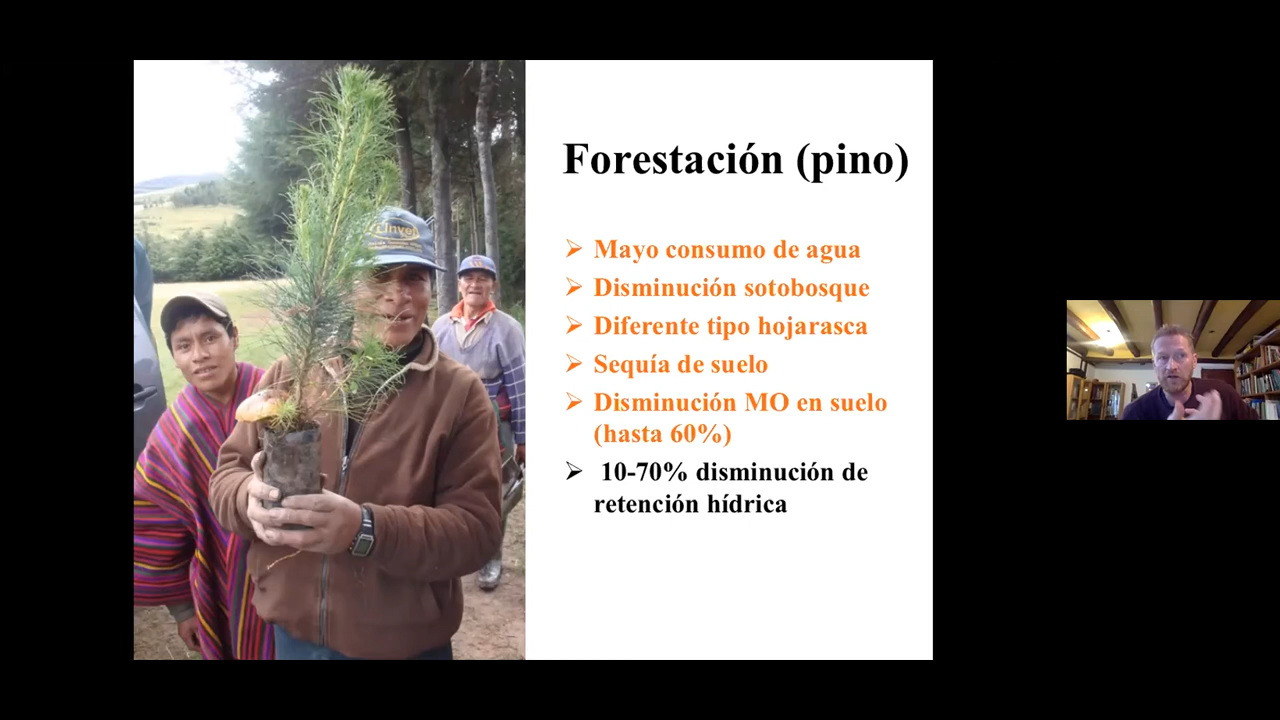 Forestación (pino)
➢ Mayo consumo de agua
➢ Disminución sotobosque
➢ Diferente tipo hojarasca
➢ Sequía de suelo
➢ Disminución MO en suelo
(hasta 60%)
➢ 10-70% disminución de
retención hídrica